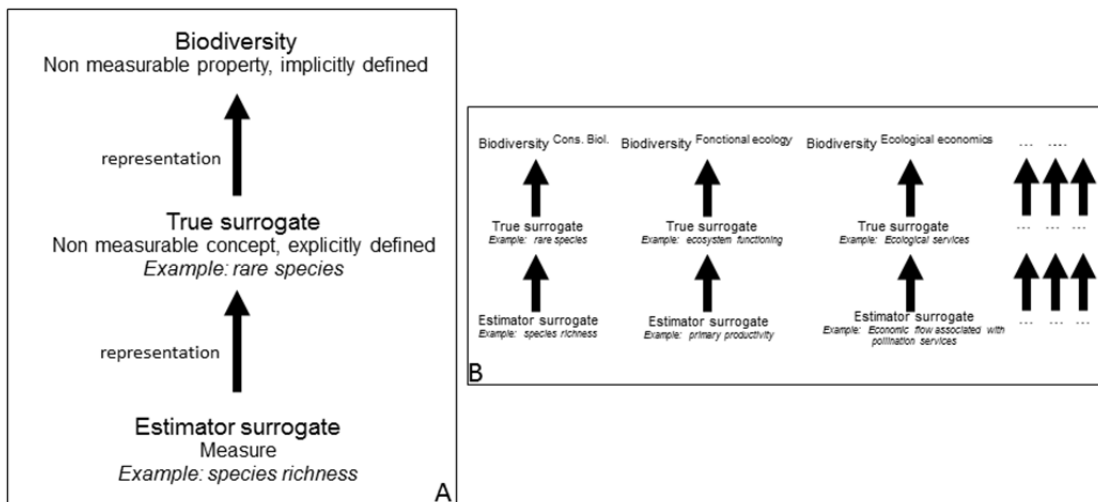 Biodiversity
Non measurable property, implicitly defined
representation
True surrogate
Non measurable concept, explicitly defined
Example: rare species
representation
Estimator surrogate
Measure
Example: species richness
A
Biodiversity Cons. Biol.
True surrogate
Example: rare species
Estimator surrogate
Example: species richness
Biodiversity Fonctional ecology
True surrogate
Example: ecosystem functioning
Estimator surrogate
Example: primary productivity
Biodiversity Ecological economics
True surrogate
Example: Ecological services
Estimator surrogate
Example: Economic flow associated with
pollination services
... ....
... ... ...
... ... ...
B